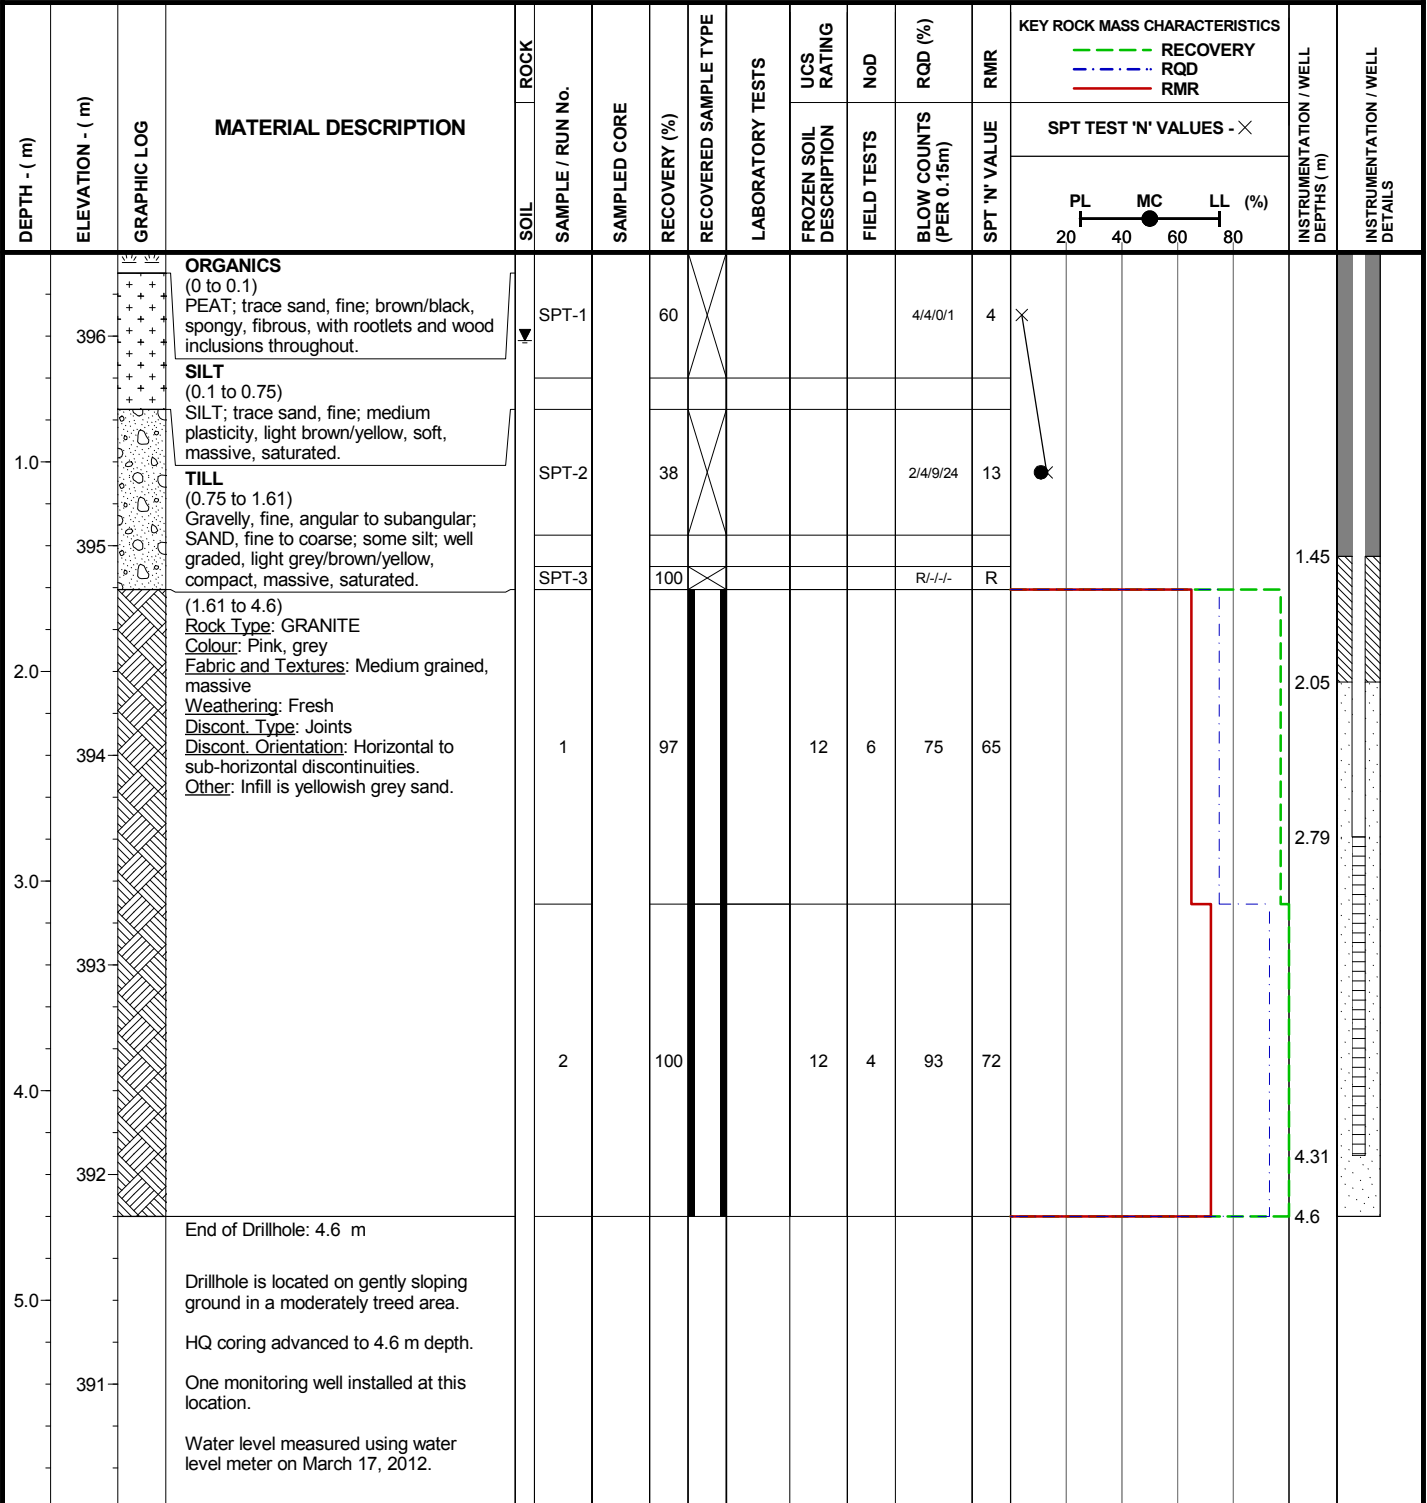 DEPTH - ( m)
ELEVATION - ( m)
GRAPHIC LOG
MATERIAL DESCRIPTION
SOIL
ROCK
SAMPLE / RUN No.
SAMPLED CORE
RECOVERY (%)
RECOVERED SAMPLE TYPE
LABORATORY TESTS
UCS
RATING
FROZEN SOIL
DESCRIPTION
NoD
FIELD TESTS
RQD (%)
BLOW COUNTS
(PER 0.15m)
RMR
SPT 'N' VALUE
KEY ROCK MASS CHARACTERISTICS
RECOVERY
RQD
RMR
SPT TEST 'N' VALUES - X
PL MC LL (%)
20 40 60 80
INSTRUMENTATION / WELL
DEPTHS ( m)
INSTRUMENTATION / WELL
DETAILS
ORGANICS
(0 to 0.1)
PEAT; trace sand, fine; brown/black,
spongy, fibrous, with rootlets and wood
inclusions throughout.
SPT-1 60 4/4/0/1 4
396
SILT
(0.1 to 0.75)
SILT; trace sand, fine; medium
plasticity, light brown/yellow, soft,
massive, saturated.
1.0
TILL
(0.75 to 1.61)
Gravelly, fine, angular to subangular;
SAND, fine to coarse; some silt; well
graded, light grey/brown/yellow,
compact, massive, saturated.
SPT-2 38 2/4/9/24 13
395
1.45
SPT-3 100 R/-/-/- R
(1.61 to 4.6)
Rock Type: GRANITE
Colour: Pink, grey
Fabric and Textures: Medium grained,
massive
Weathering: Fresh
Discont. Type: Joints
Discont. Orientation: Horizontal to
sub-horizontal discontinuities.
Other: Infill is yellowish grey sand.
2.0
2.05
394
1 97 12 6 75 65
2.79
3.0
393
2 100 12 4 93 72
4.0
4.31
392
4.6
End of Drillhole: 4.6 m
Drillhole is located on gently sloping
ground in a moderately treed area.
5.0
HQ coring advanced to 4.6 m depth.
391
One monitoring well installed at this
location.
Water level measured using water
level meter on March 17, 2012.